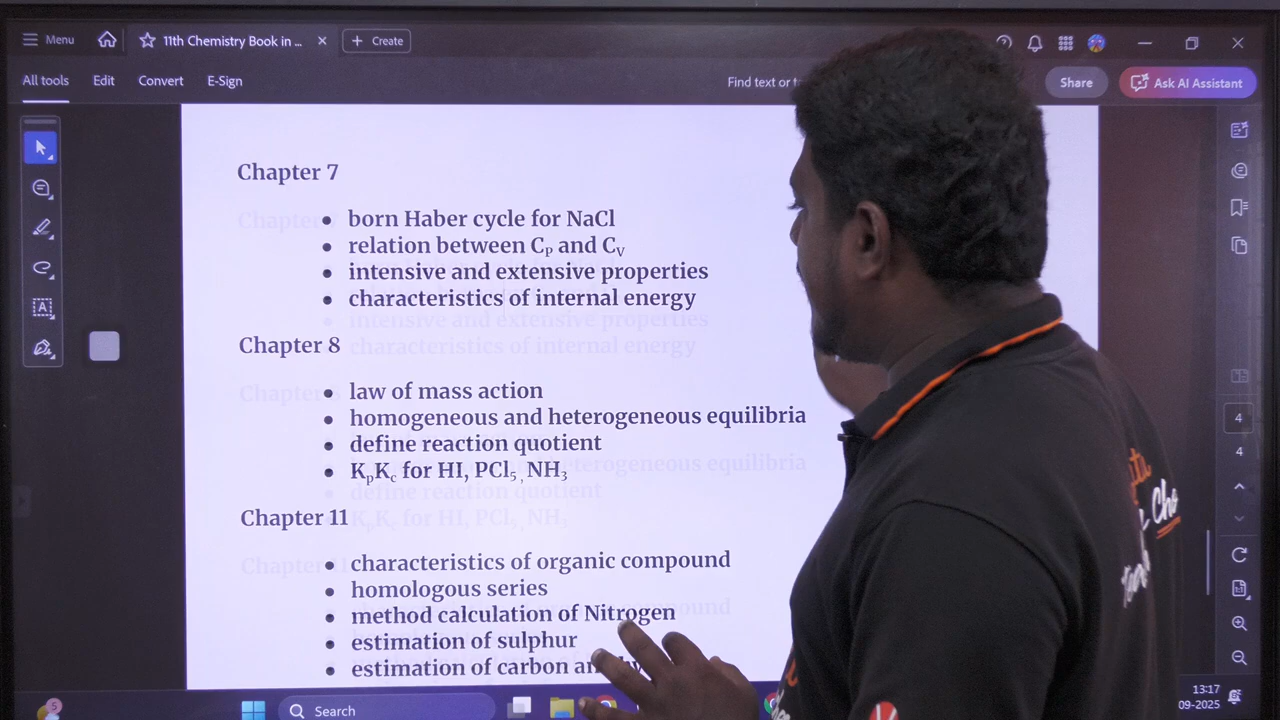 Menu
11th Chemistry Book in ...
Create
All tools
Edit
Convert
E-Sign
Find text or
Share
Ask AI Assistant
Chapter 7
born Haber cycle for NaCl
relation between Cₚ and Cᵥ
intensive and extensive properties
characteristics of internal energy
Chapter 8
law of mass action
homogeneous and heterogeneous equilibria
define reaction quotient
KₚK꜀ for HI, PCl₅, NH₃
Chapter 11
characteristics of organic compound
homologous series
method calculation of Nitrogen
estimation of sulphur
estimation of carbon
4
4
Search
13:17
09-2025